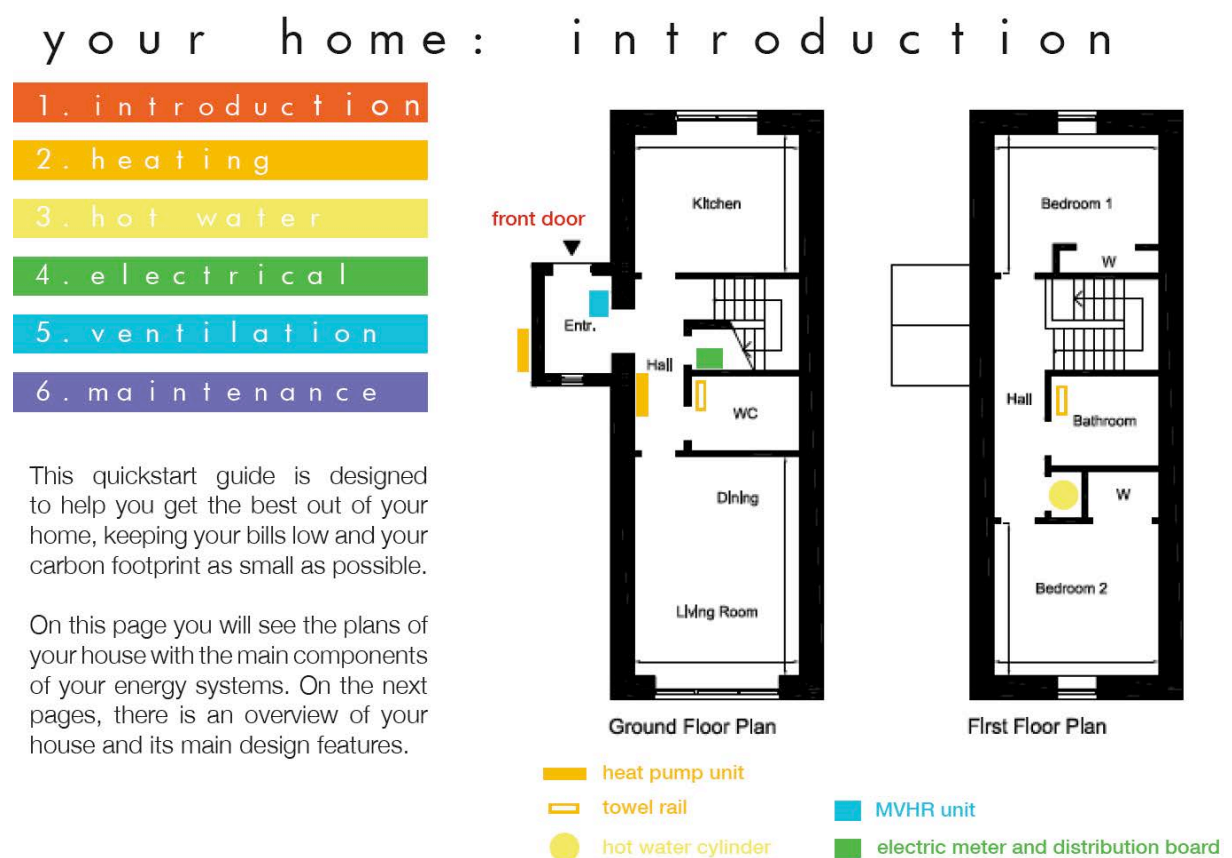 your home: introduction
1. introduction
2. heating
3. hot water
4. electrical
5. ventilation
6. maintenance
This quickstart guide is designed
to help you get the best out of your
home, keeping your bills low and your
carbon footprint as small as possible.
On this page you will see the plans of
your house with the main components
of your energy systems. On the next
pages, there is an overview of your
house and its main design features.
front door
Kitchen
Entr.
Hall
WC
Dining
Living Room
Ground Floor Plan
Bedroom 1
W
Hall
Bathroom
W
Bedroom 2
First Floor Plan
heat pump unit
towel rail
hot water cylinder
MVHR unit
electric meter and distribution board